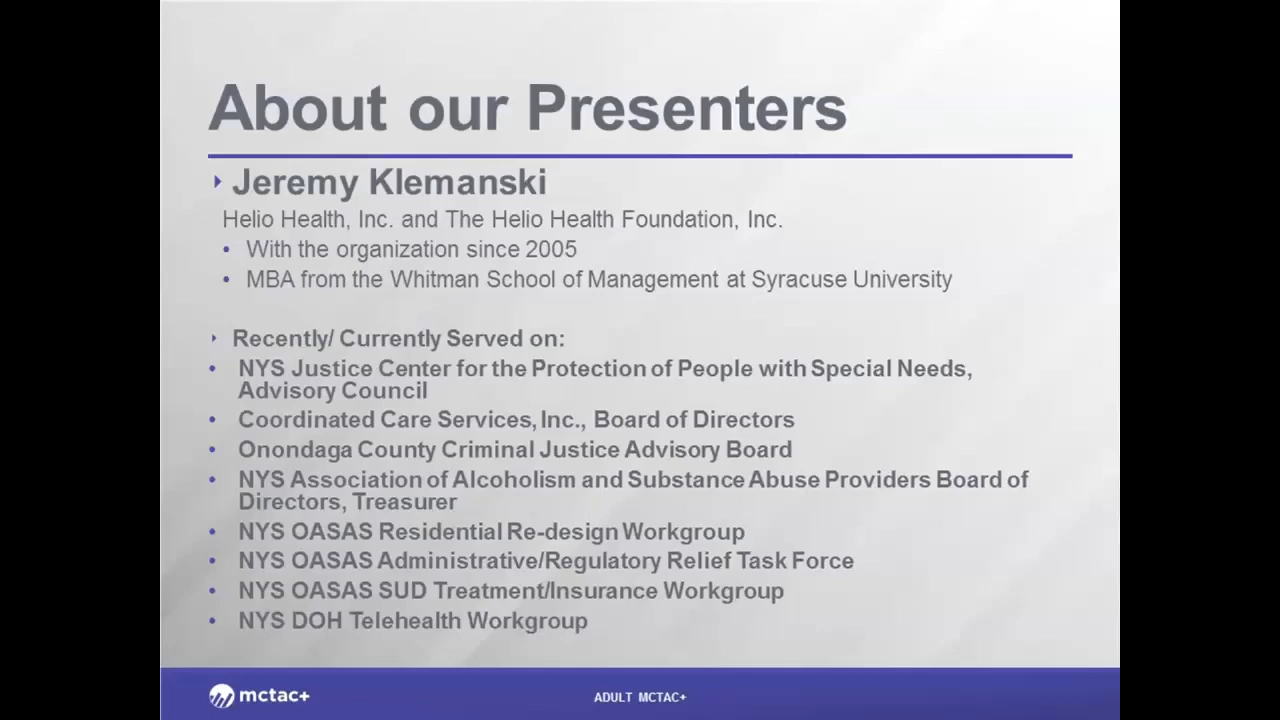 About our Presenters
‣ Jeremy Klemanski
Helio Health, Inc. and The Helio Health Foundation, Inc.
• With the organization since 2005
• MBA from the Whitman School of Management at Syracuse University
‣ Recently/ Currently Served on:
• NYS Justice Center for the Protection of People with Special Needs,
Advisory Council
• Coordinated Care Services, Inc., Board of Directors
• Onondaga County Criminal Justice Advisory Board
• NYS Association of Alcoholism and Substance Abuse Providers Board of
Directors, Treasurer
• NYS OASAS Residential Re-design Workgroup
• NYS OASAS Administrative/Regulatory Relief Task Force
• NYS OASAS SUD Treatment/Insurance Workgroup
• NYS DOH Telehealth Workgroup
mctac+
ADULT MCTAC+